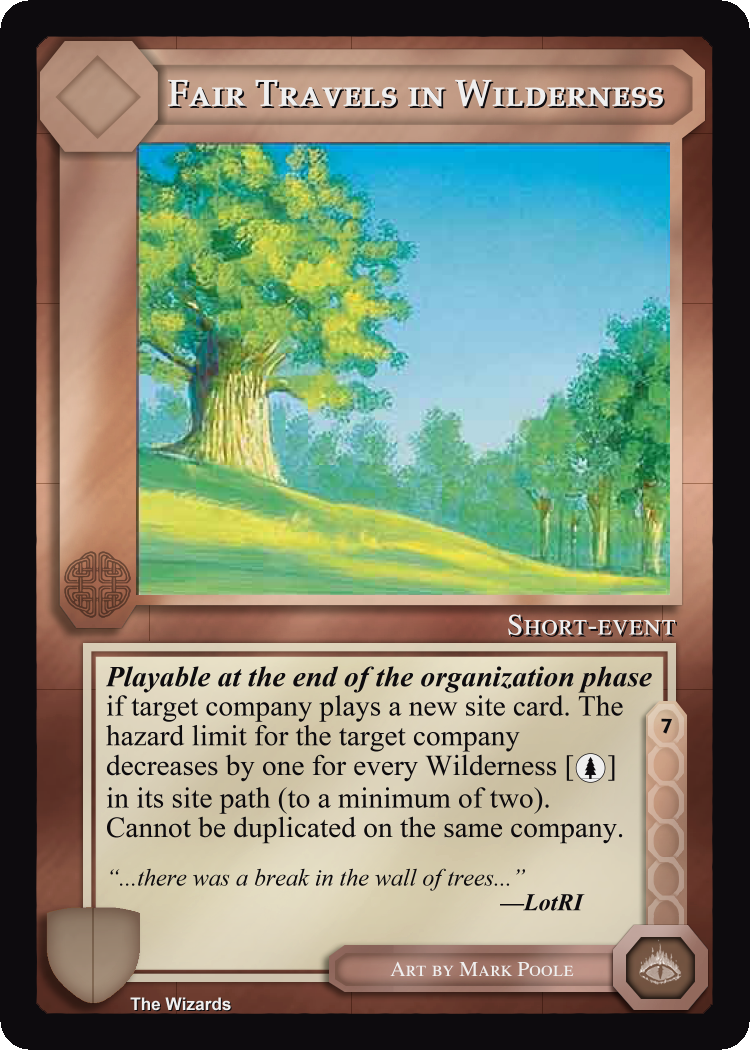 Fair Travels in Wilderness
Short-event
Playable at the end of the organization phase
if target company plays a new site card. The
hazard limit for the target company
decreases by one for every Wilderness [ ]
in its site path (to a minimum of two).
Cannot be duplicated on the same company.
7
“...there was a break in the wall of trees...”
—LotRI
Art by Mark Poole
The Wizards